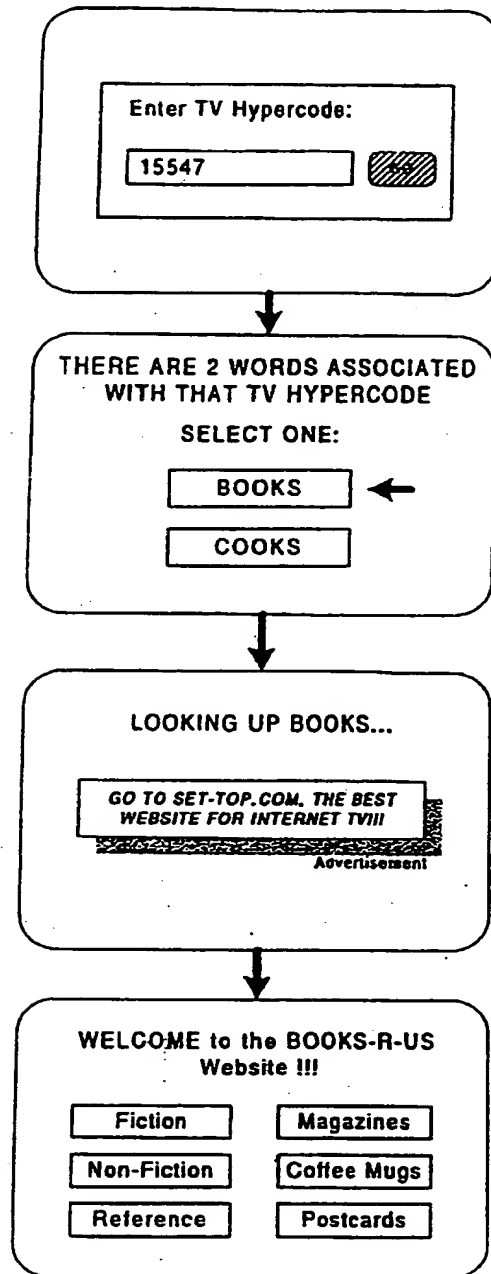 Enter TV Hypercode:
15547
THERE ARE 2 WORDS ASSOCIATED
WITH THAT TV HYPERCODE
SELECT ONE:
BOOKS
COOKS
LOOKING UP BOOKS...
GO TO SET-TOP.COM. THE BEST
WEBSITE FOR INTERNET TV!!!
Advertisement
WELCOME to the BOOKS-R-US
Website !!!
Fiction Magazines
Non-Fiction Coffee Mugs
Reference Postcards